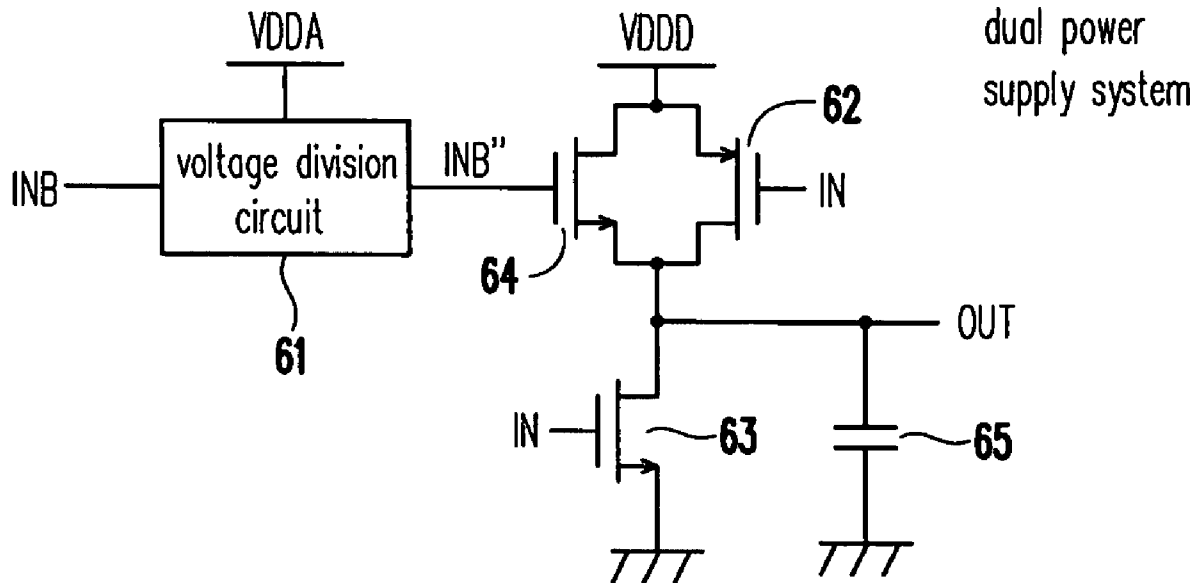 VDDA
VDDD
dual power
supply system
62
voltage division
circuit
INB
INB"
IN
64
61
OUT
IN
63
65